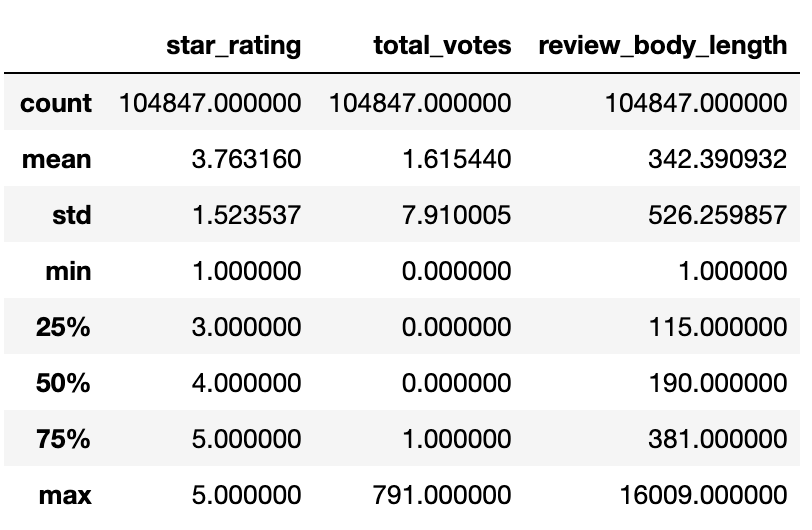 star_rating total_votes review_body_length
count 104847.000000 104847.000000 104847.000000
mean 3.763160 1.615440 342.390932
std 1.523537 7.910005 526.259857
min 1.000000 0.000000 1.000000
25% 3.000000 0.000000 115.000000
50% 4.000000 0.000000 190.000000
75% 5.000000 1.000000 381.000000
max 5.000000 791.000000 16009.000000